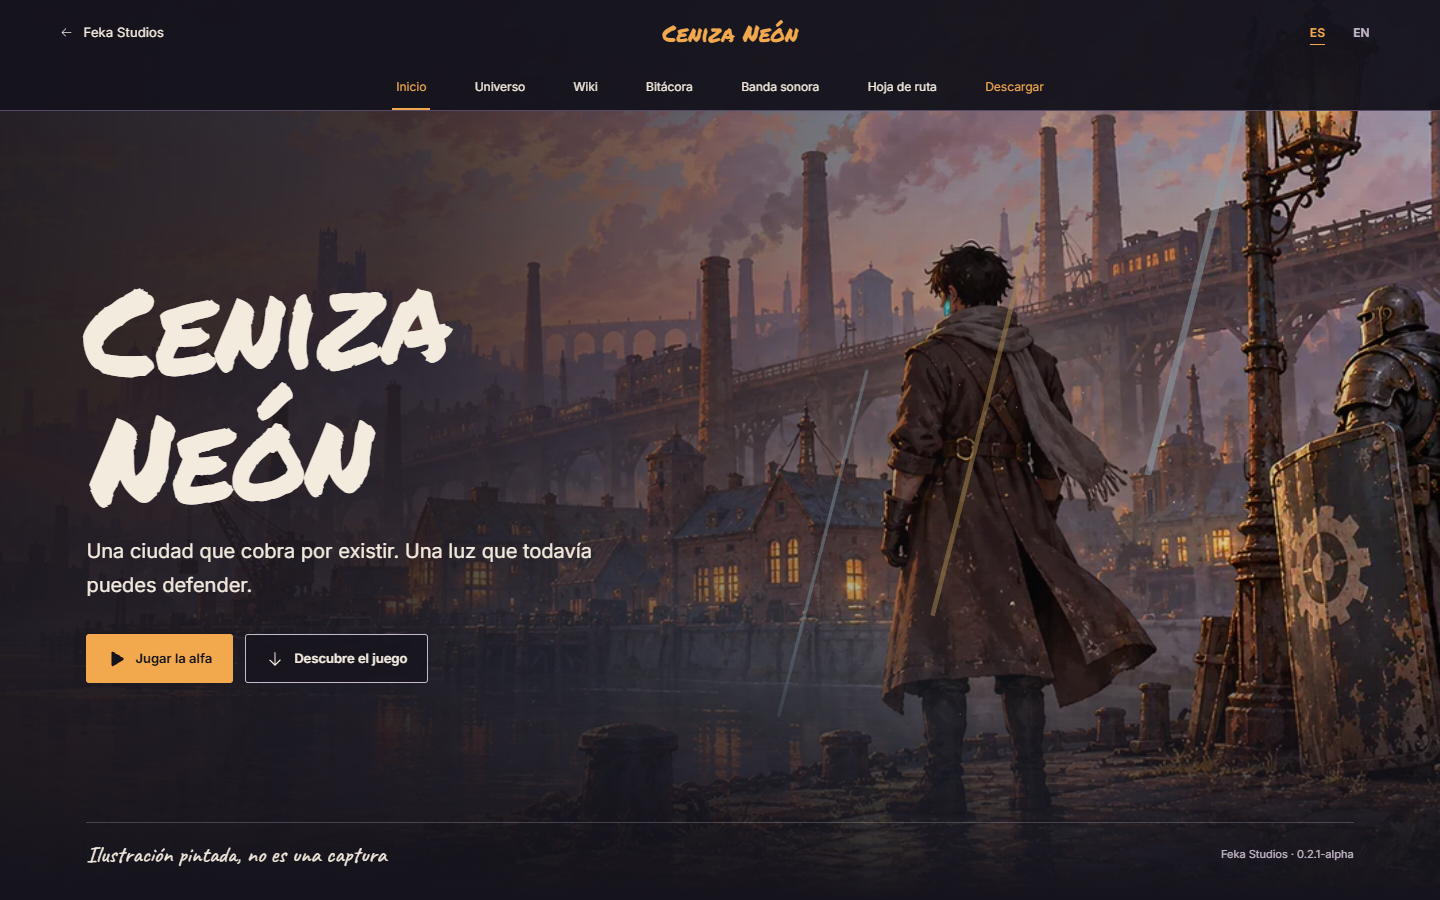 Feka Studios
Ceniza Neón
ES EN
Inicio Universo Wiki Bitácora Banda sonora Hoja de ruta Descargar
Ceniza
Neón
Una ciudad que cobra por existir. Una luz que todavía
puedes defender.
Jugar la alfa Descubre el juego
Ilustración pintada, no es una captura
Feka Studios · 0.2.1-alpha